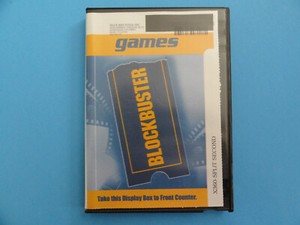 games
BLOCKBUSTER
X360-SPLIT SECOND
Take this Display Box to Front Counter.